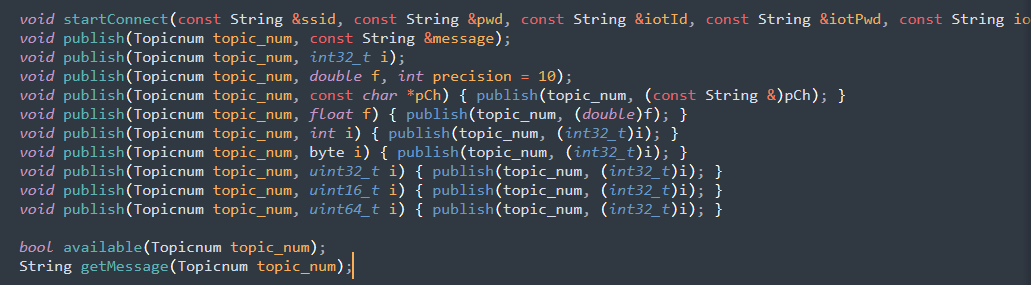 void startConnect(const String &ssid, const String &pwd, const String &iotId, const String &iotPwd, const String io
void publish(Topicnum topic_num, const String &message);
void publish(Topicnum topic_num, int32_t i);
void publish(Topicnum topic_num, double f, int precision = 10);
void publish(Topicnum topic_num, const char *pCh) { publish(topic_num, (const String &)pCh); }
void publish(Topicnum topic_num, float f) { publish(topic_num, (double)f); }
void publish(Topicnum topic_num, int i) { publish(topic_num, (int32_t)i); }
void publish(Topicnum topic_num, byte i) { publish(topic_num, (int32_t)i); }
void publish(Topicnum topic_num, uint32_t i) { publish(topic_num, (int32_t)i); }
void publish(Topicnum topic_num, uint16_t i) { publish(topic_num, (int32_t)i); }
void publish(Topicnum topic_num, uint64_t i) { publish(topic_num, (int32_t)i); }
bool available(Topicnum topic_num);
String getMessage(Topicnum topic_num);